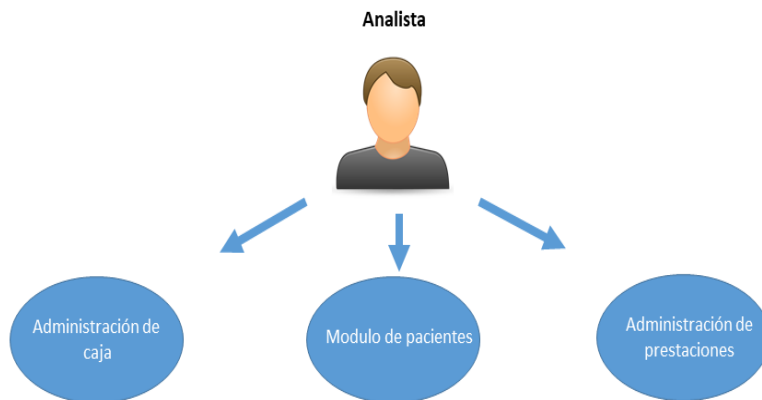 Analista
Administración de
caja
Modulo de pacientes
Administración de
prestaciones